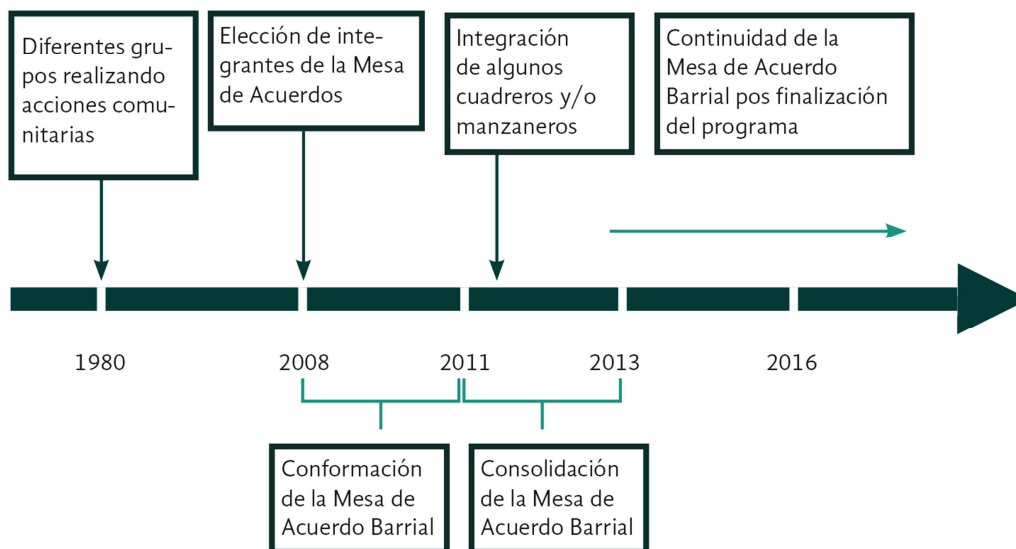 Diferentes gru-
pos realizando
acciones comu-
nitarias
Elección de inte-
grantes de la Mesa
de Acuerdos
Integración
de algunos
cuadreros y/o
manzaneros
Continuidad de la
Mesa de Acuerdo
Barrial pos finalización
del programa
1980
2008
2011
2013
2016
Conformación
de la Mesa de
Acuerdo Barrial
Consolidación
de la Mesa de
Acuerdo Barrial